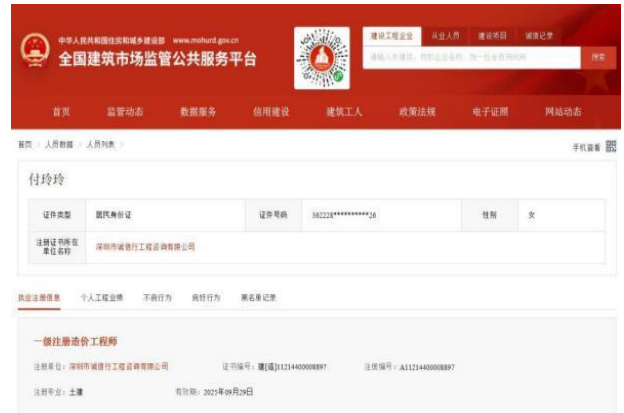 中华人民共和国住房和城乡建设部 www.mohurd.gov.cn
全国建筑市场监管公共服务平台
建设工程企业 从业人员 建设项目 诚信记录
搜索
首页 监管动态 数据服务 信用建设 建筑工人 政策法规 电子证照 网站动态
首页 > 人员数据 > 人员列表 >
手机查看
付玲玲
证件类型 居民身份证 证件号码 362228**********26 性别 女
注册证书所在
单位名称
深圳市诚信行工程咨询有限公司
执业注册信息 个人工程业绩 不良行为 良好行为 黑名单记录
一级注册造价工程师
注册单位：深圳市诚信行工程咨询有限公司 证书编号：建[造]11214400008897 注册编号：A11214400008897
注册专业：土建 有效期：2025年09月29日